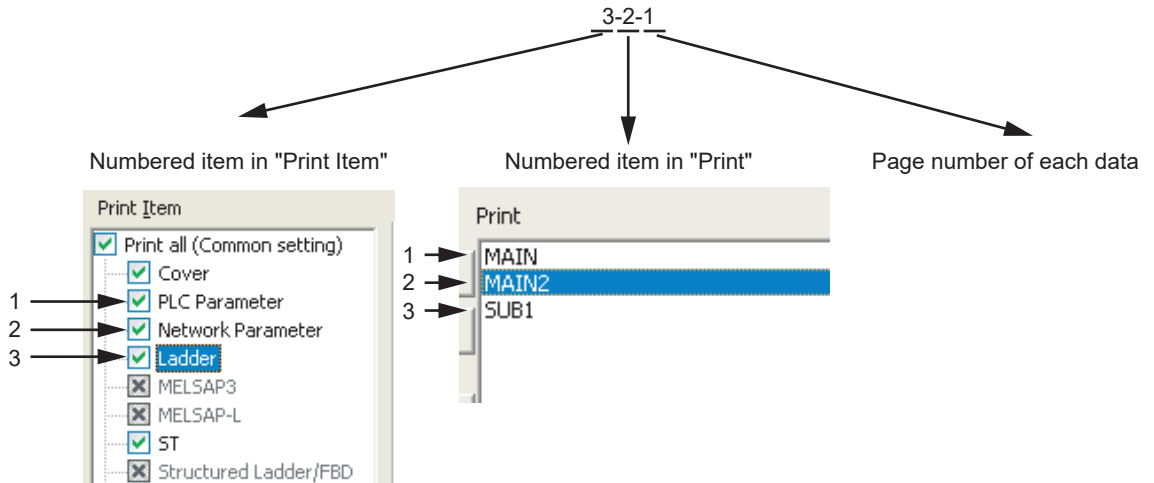 3-2-1
Numbered item in "Print Item"
Numbered item in "Print"
Page number of each data
Print Item
Print all (Common setting)
Cover
1 PLC Parameter
2 Network Parameter
3 Ladder
MELSAP3
MELSAP-L
ST
Structured Ladder/FBD
Print
1 MAIN
2 MAIN2
3 SUB1